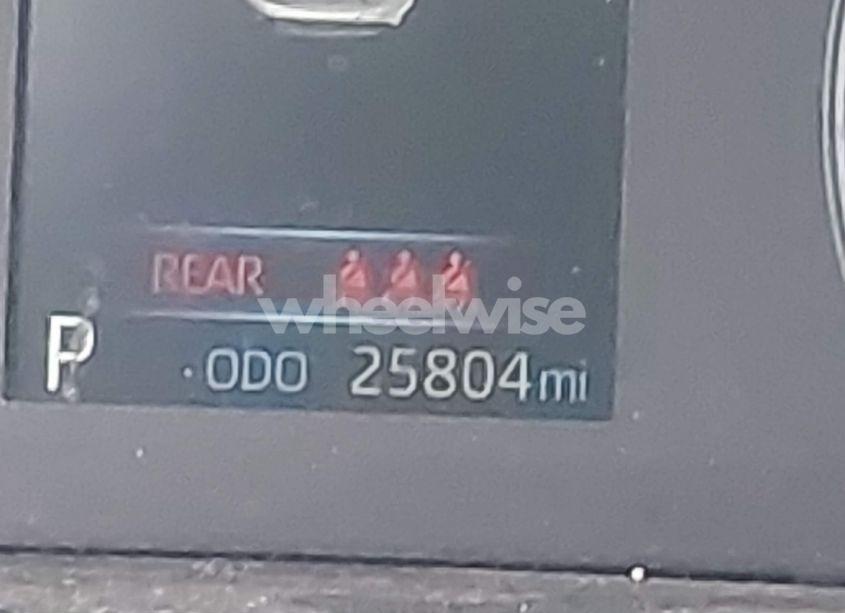 REAR
wheelwise
P ODO 25804mi